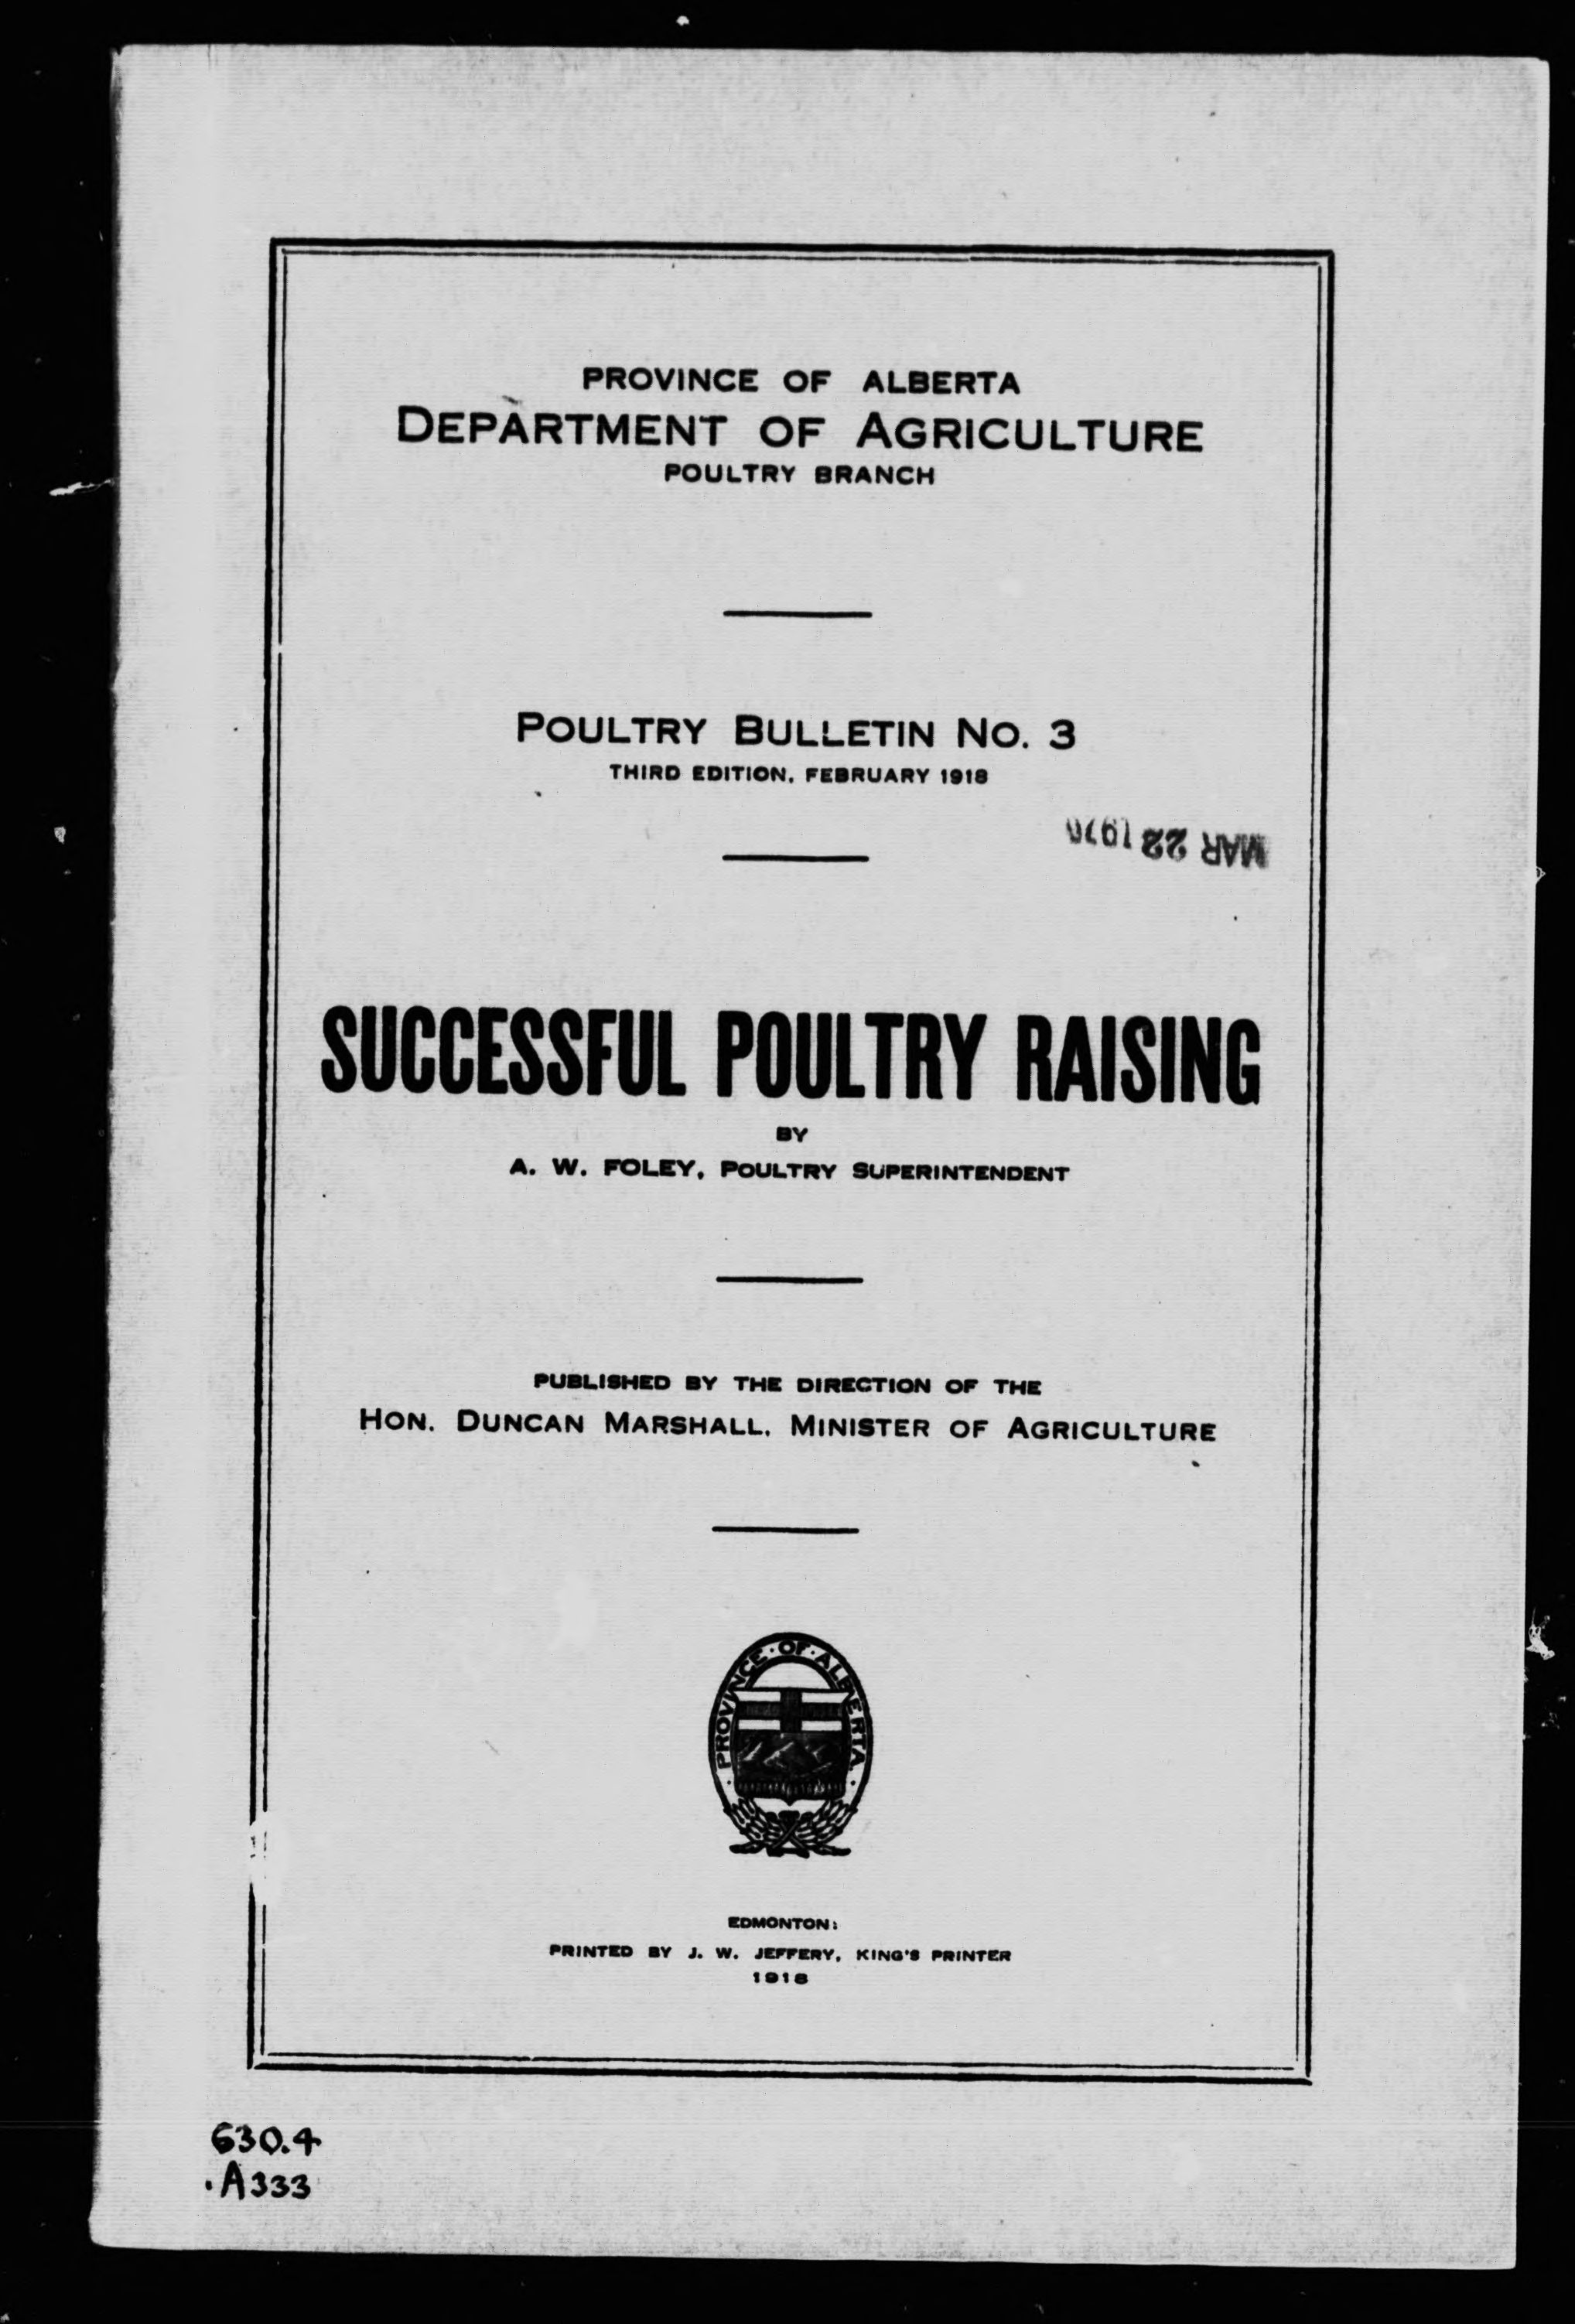 PROVINCE OF ALBERTA
DEPARTMENT OF AGRICULTURE
POULTRY BRANCH
POULTRY BULLETIN NO. 3
THIRD EDITION, FEBRUARY 1918
MAR 22 1970
SUCCESSFUL POULTRY RAISING
BY
A. W. FOLEY, POULTRY SUPERINTENDENT
PUBLISHED BY THE DIRECTION OF THE
HON. DUNCAN MARSHALL, MINISTER OF AGRICULTURE
· PROVINCE · OF · ALBERTA ·
EDMONTON:
PRINTED BY J. W. JEFFERY, KING'S PRINTER
1918
630.4
.A333